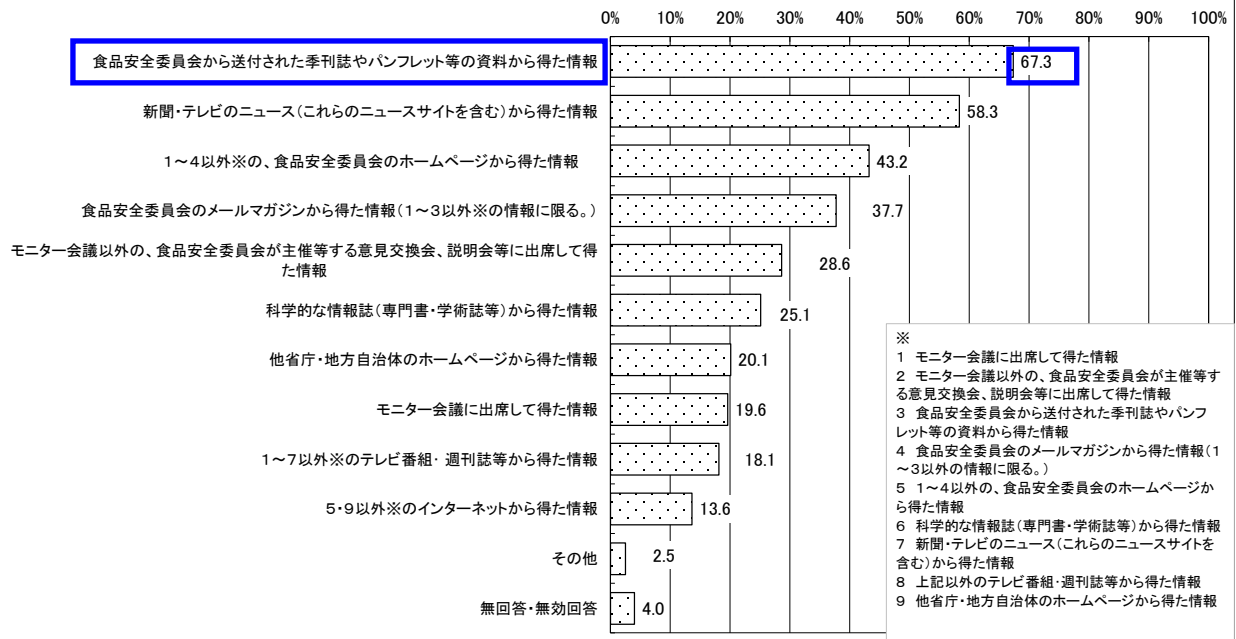 0% 10% 20% 30% 40% 50% 60% 70% 80% 90% 100%
食品安全委員会から送付された季刊誌やパンフレット等の資料から得た情報 67.3
新聞・テレビのニュース(これらのニュースサイトを含む)から得た情報 58.3
1～4以外※の、食品安全委員会のホームページから得た情報 43.2
食品安全委員会のメールマガジンから得た情報(1～3以外※の情報に限る。) 37.7
モニター会議以外の、食品安全委員会が主催等する意見交換会、説明会等に出席して得
た情報 28.6
科学的な情報誌(専門書・学術誌等)から得た情報 25.1
他省庁・地方自治体のホームページから得た情報 20.1
モニター会議に出席して得た情報 19.6
1～7以外※のテレビ番組・週刊誌等から得た情報 18.1
5・9以外※のインターネットから得た情報 13.6
その他 2.5
無回答・無効回答 4.0
※
1 モニター会議に出席して得た情報
2 モニター会議以外の、食品安全委員会が主催等す
る意見交換会、説明会等に出席して得た情報
3 食品安全委員会から送付された季刊誌やパンフ
レット等の資料から得た情報
4 食品安全委員会のメールマガジンから得た情報(1
～3以外の情報に限る。)
5 1～4以外の、食品安全委員会のホームページか
ら得た情報
6 科学的な情報誌(専門書・学術誌等)から得た情報
7 新聞・テレビのニュース(これらのニュースサイトを
含む)から得た情報
8 上記以外のテレビ番組・週刊誌等から得た情報
9 他省庁・地方自治体のホームページから得た情報